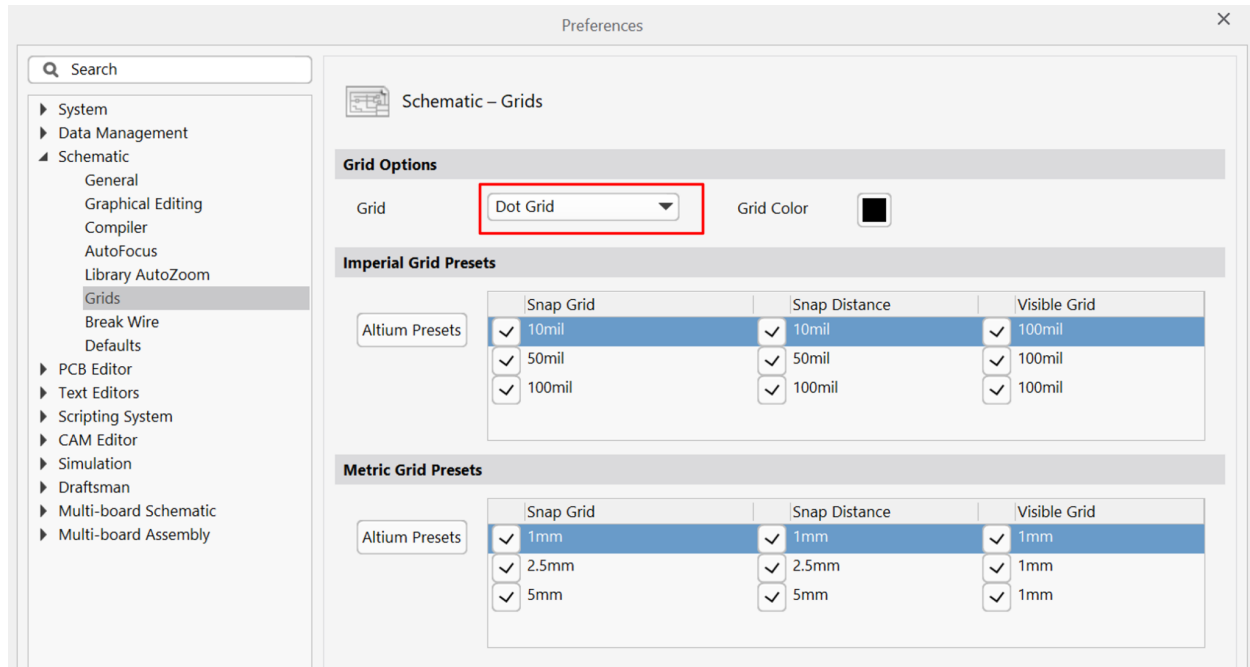 Preferences
Search
System
Data Management
Schematic
General
Graphical Editing
Compiler
AutoFocus
Library AutoZoom
Grids
Break Wire
Defaults
PCB Editor
Text Editors
Scripting System
CAM Editor
Simulation
Draftsman
Multi-board Schematic
Multi-board Assembly
Schematic – Grids
Grid Options
Grid Dot Grid Grid Color
Imperial Grid Presets
Altium Presets
Snap Grid Snap Distance Visible Grid
10mil 10mil 100mil
50mil 50mil 100mil
100mil 100mil 100mil
Metric Grid Presets
Altium Presets
Snap Grid Snap Distance Visible Grid
1mm 1mm 1mm
2.5mm 2.5mm 1mm
5mm 5mm 1mm